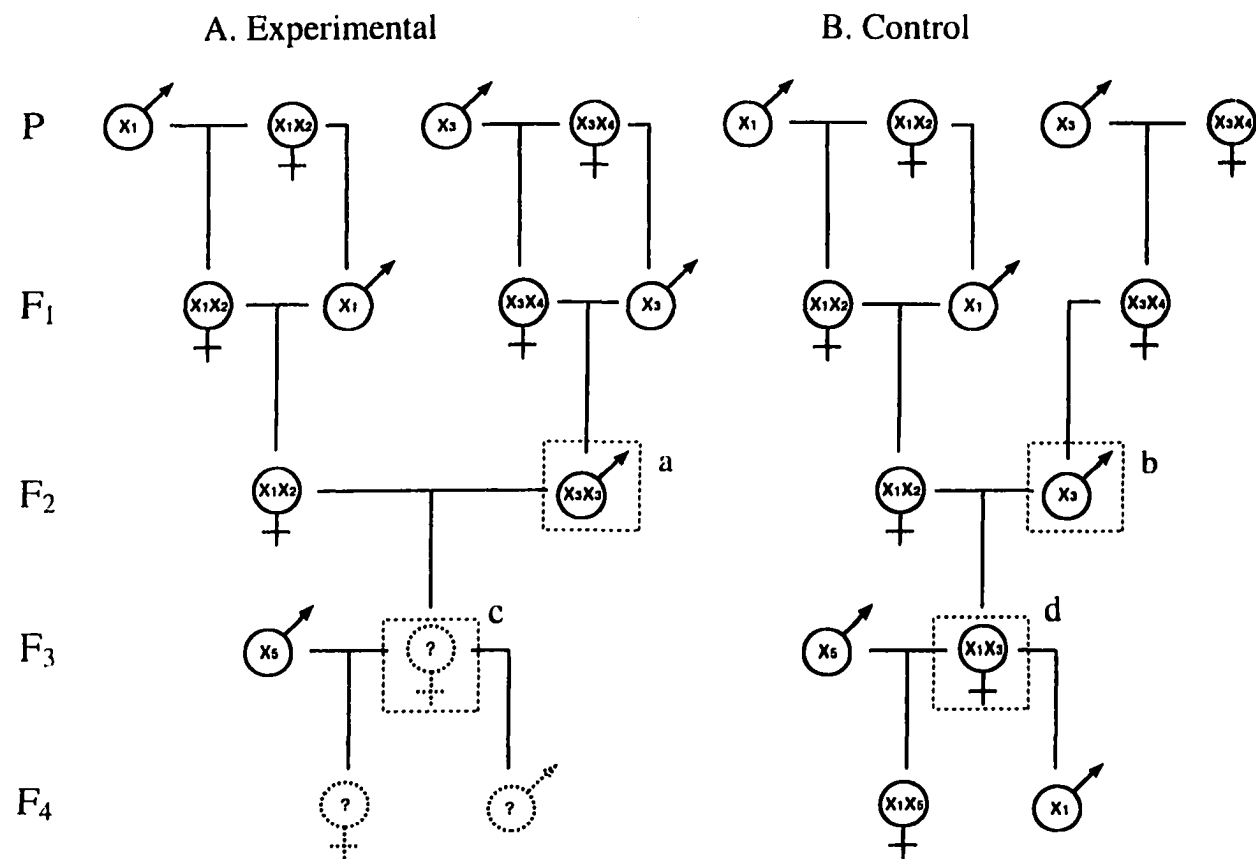 A. Experimental B. Control
P X1 X1X2 X3 X3X4 X1 X1X2 X3 X3X4
F1 X1X2 X1 X3X4 X3 X1X2 X1 X3X4
a b
F2 X1X2 X3X3 X1X2 X3
c d
F3 X5 ? X5 X1X3
F4 ? ? X1X5 X1